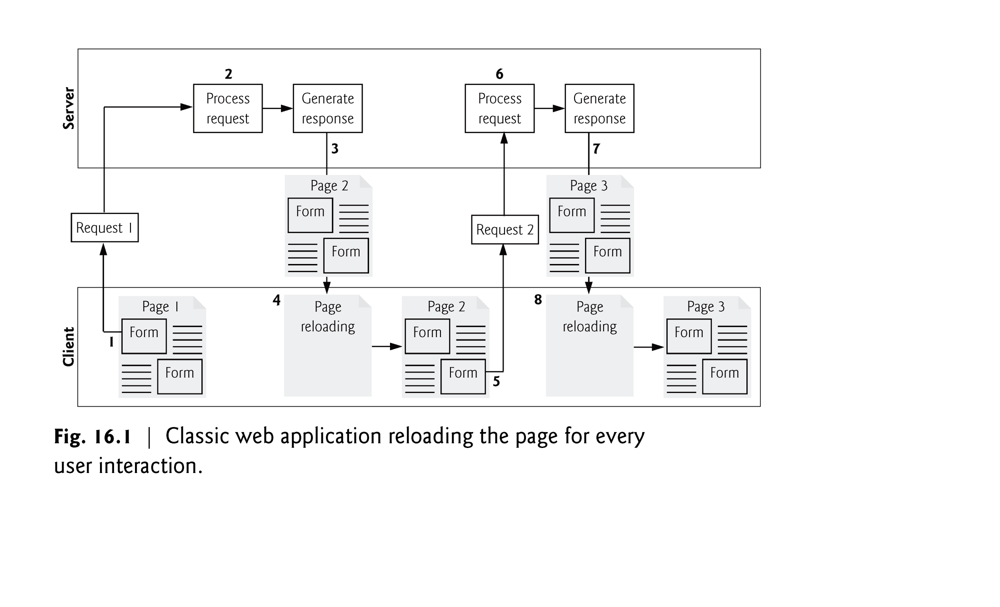 Server
2
Process
request
Generate
response
3
6
Process
request
Generate
response
7
Request 1
Page 2
Form
Form
Request 2
Page 3
Form
Form
Client
1
Page 1
Form
Form
4
Page
reloading
Page 2
Form
Form
5
8
Page
reloading
Page 3
Form
Form
Fig. 16.1 | Classic web application reloading the page for every
user interaction.